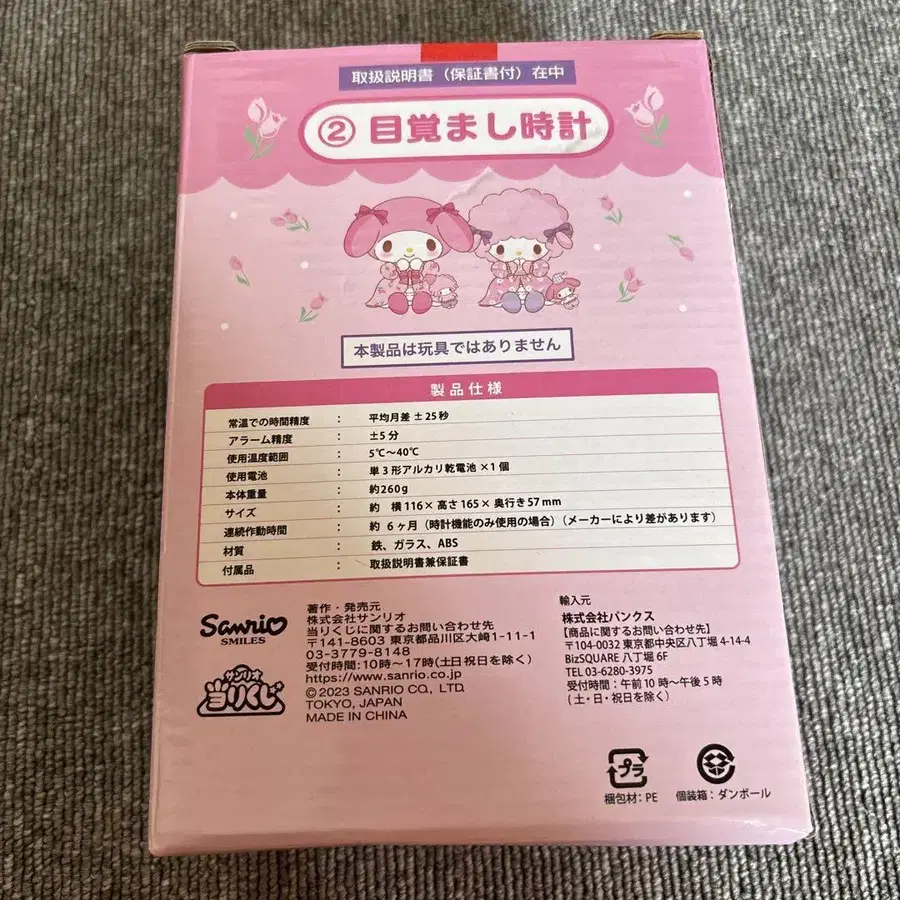 取扱説明書(保証書付)在中
② 目覚まし時計
本製品は玩具ではありません
製品仕様
常温での時間精度 : 平均月差 ±25秒
アラーム精度 : ±5分
使用温度範囲 : 5℃～40℃
使用電池 : 単3形アルカリ乾電池 ×1個
本体重量 : 約260g
サイズ : 約 横116× 高さ165× 奥行き57mm
連続作動時間 : 約 6ヶ月(時計機能のみ使用の場合)(メーカーにより差があります)
材質 : 鉄、ガラス、ABS
付属品 : 取扱説明書兼保証書
Sanrio
SMILES
サンリオ
当りくじ
著作・発売元
株式会社サンリオ
当りくじに関するお問い合わせ先
〒141-8603 東京都品川区大崎1-11-1
03-3779-8148
受付時間:10時～17時(土日祝日を除く)
https://www.sanrio.co.jp
©2023 SANRIO CO., LTD.
TOKYO, JAPAN
MADE IN CHINA
輸入元
株式会社バンクス
【商品に関するお問い合わせ先】
〒104-0032 東京都中央区八丁堀 4-14-4
BizSQUARE 八丁堀 6F
TEL 03-6280-3975
受付時間:午前10時～午後5時
(土・日・祝日を除く)
プラ
梱包材: PE
個装箱:ダンボール